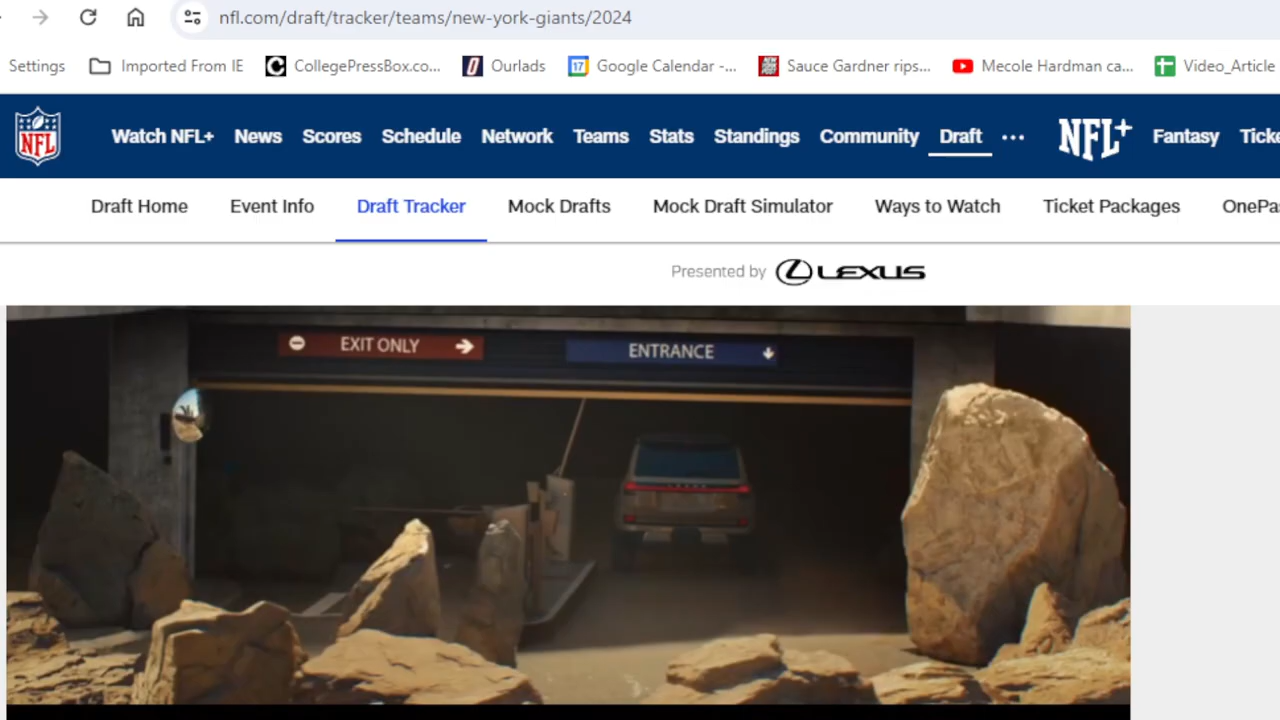 nfl.com/draft/tracker/teams/new-york-giants/2024
Settings Imported From IE CollegePressBox.co... Ourlads 17 Google Calendar -... Sauce Gardner rips... Mecole Hardman ca... Video_Article
NFL Watch NFL+ News Scores Schedule Network Teams Stats Standings Community Draft ••• NFL+ Fantasy Ticke
Draft Home Event Info Draft Tracker Mock Drafts Mock Draft Simulator Ways to Watch Ticket Packages OnePa
Presented by LEXUS
EXIT ONLY ENTRANCE